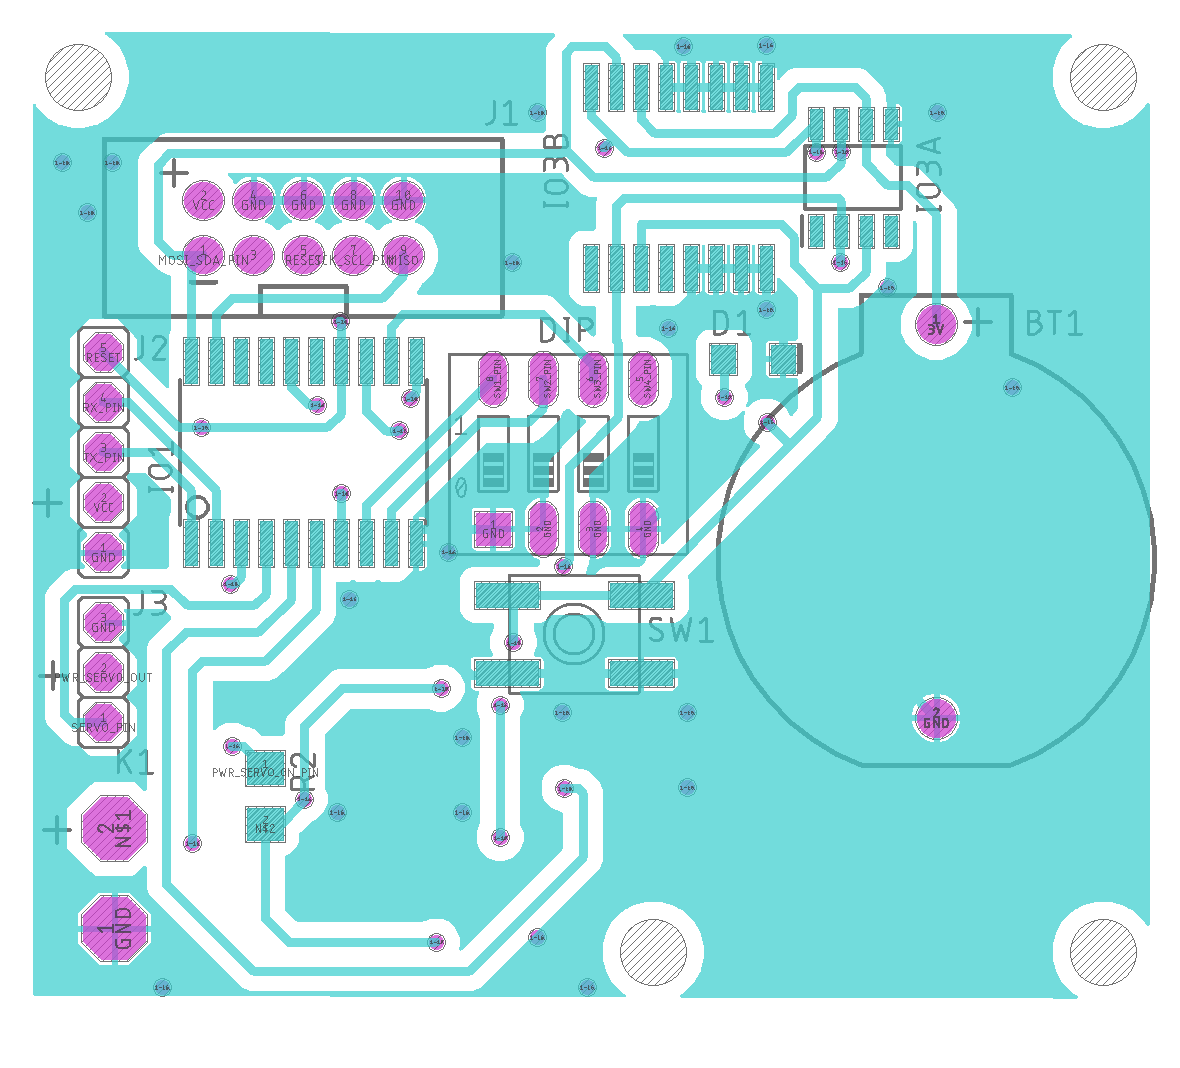 J1
IO3B
IO3A
+
2
VCC
4
GND
6
GND
8
GND
10
GND
1
MOSI_SDA_PIN
3
5
RESET
7
SCK_SCL_PIN
9
MISO
DIP
D1
1
3V
+
BT1
J2
5
RESET
4
RX_PIN
3
TX_PIN
2
VCC
1
GND
+
IO1
8
SW1_PIN
7
SW2_PIN
6
SW3_PIN
5
SW4_PIN
1
0
1
GND
2
GND
3
GND
4
GND
J3
3
GND
2
PWR_SERVO_OUT
1
SERVO_PIN
+
SW1
2
GND
K1
1
PWR_SERVO_ON_PIN
R2
2
N$2
+
2
N$1
1
GND